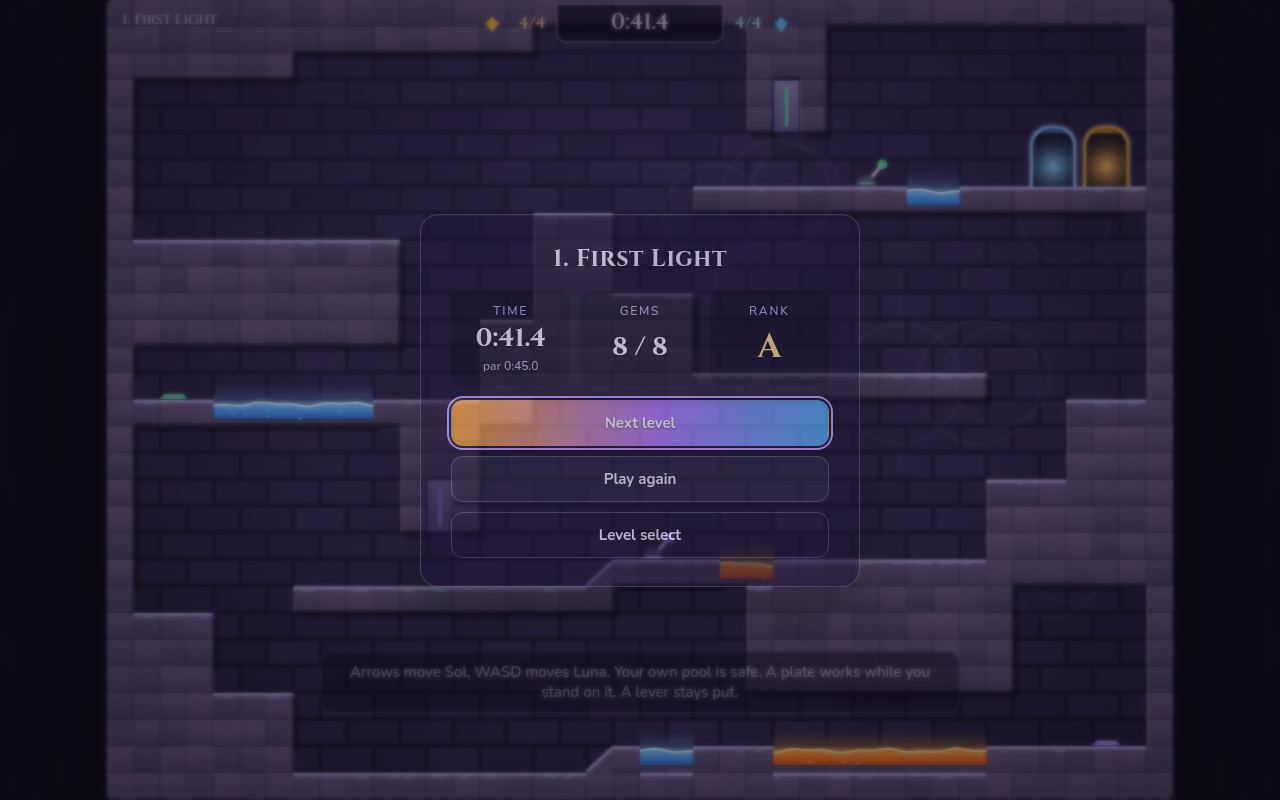 1. First Light
4/4
0:41.4
4/4
1. First Light
TIME
0:41.4
par 0:45.0
GEMS
8 / 8
RANK
A
Next level
Play again
Level select
Arrows move Sol, WASD moves Luna. Your own pool is safe. A plate works while you
stand on it. A lever stays put.